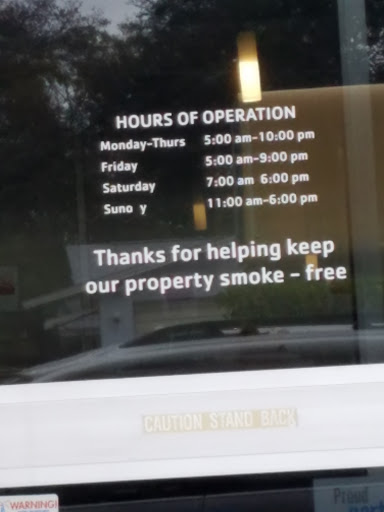 HOURS OF OPERATION
Monday-Thurs 5:00 am-10:00 pm
Friday 5:00 am-9:00 pm
Saturday 7:00 am 6:00 pm
Suno y 11:00 am-6:00 pm
Thanks for helping keep
our property smoke - free
CAUTION STAND BACK
WARNING!
Proud